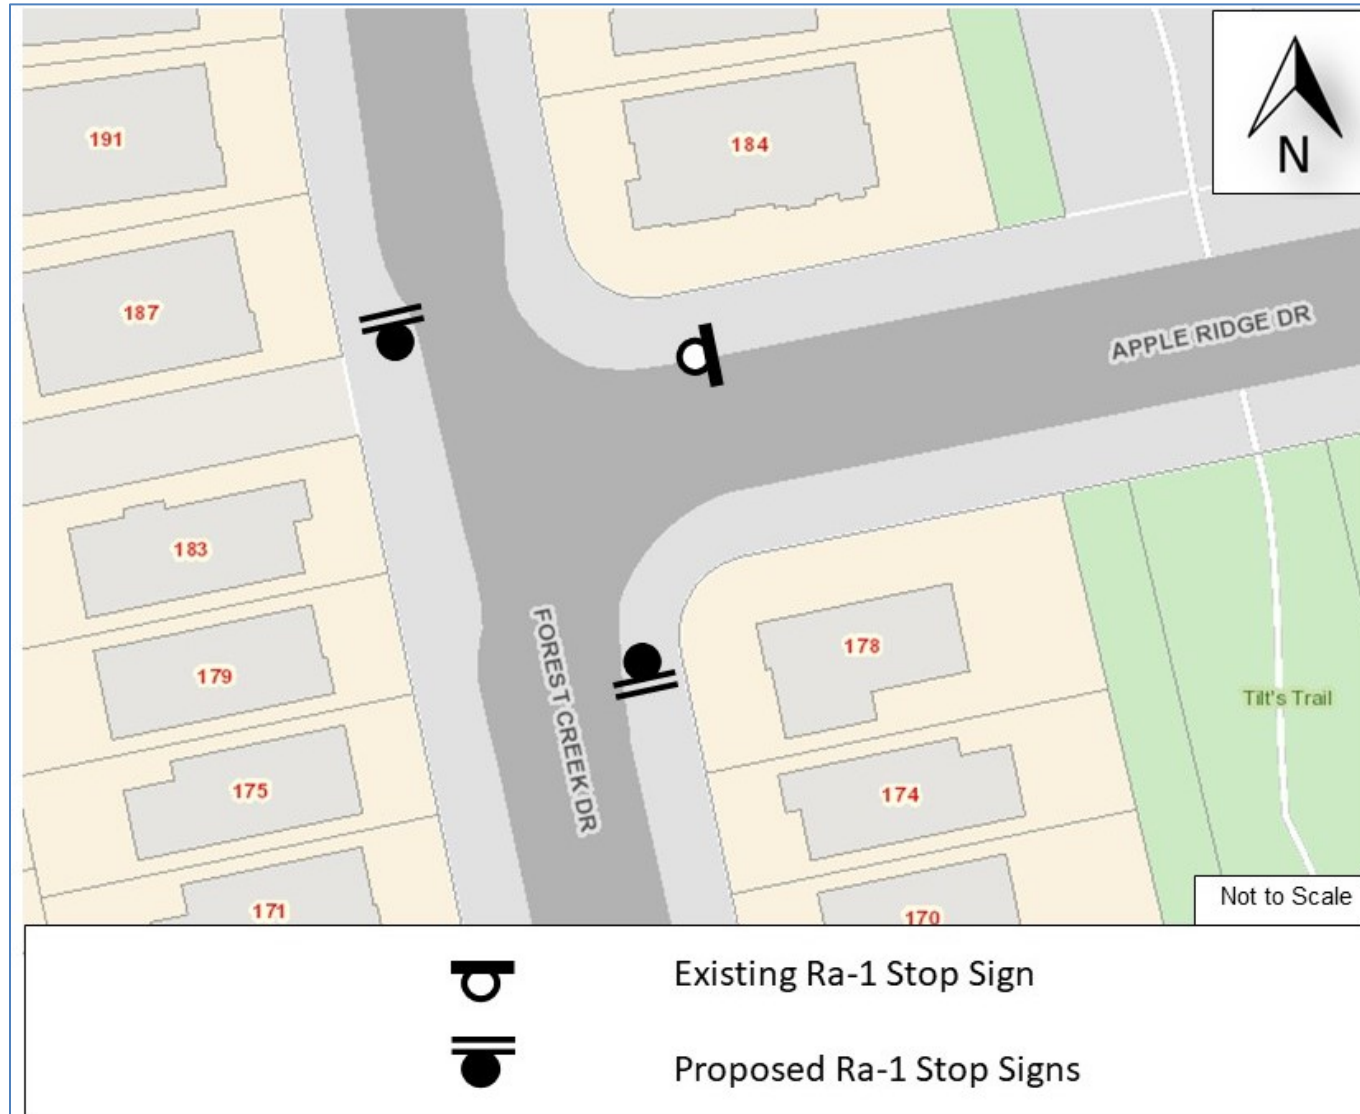 191
184
N
187
APPLE RIDGE DR
183
FOREST CREEK DR
178
179
Tilt's Trail
175
174
171
170
Not to Scale
Existing Ra-1 Stop Sign
Proposed Ra-1 Stop Signs